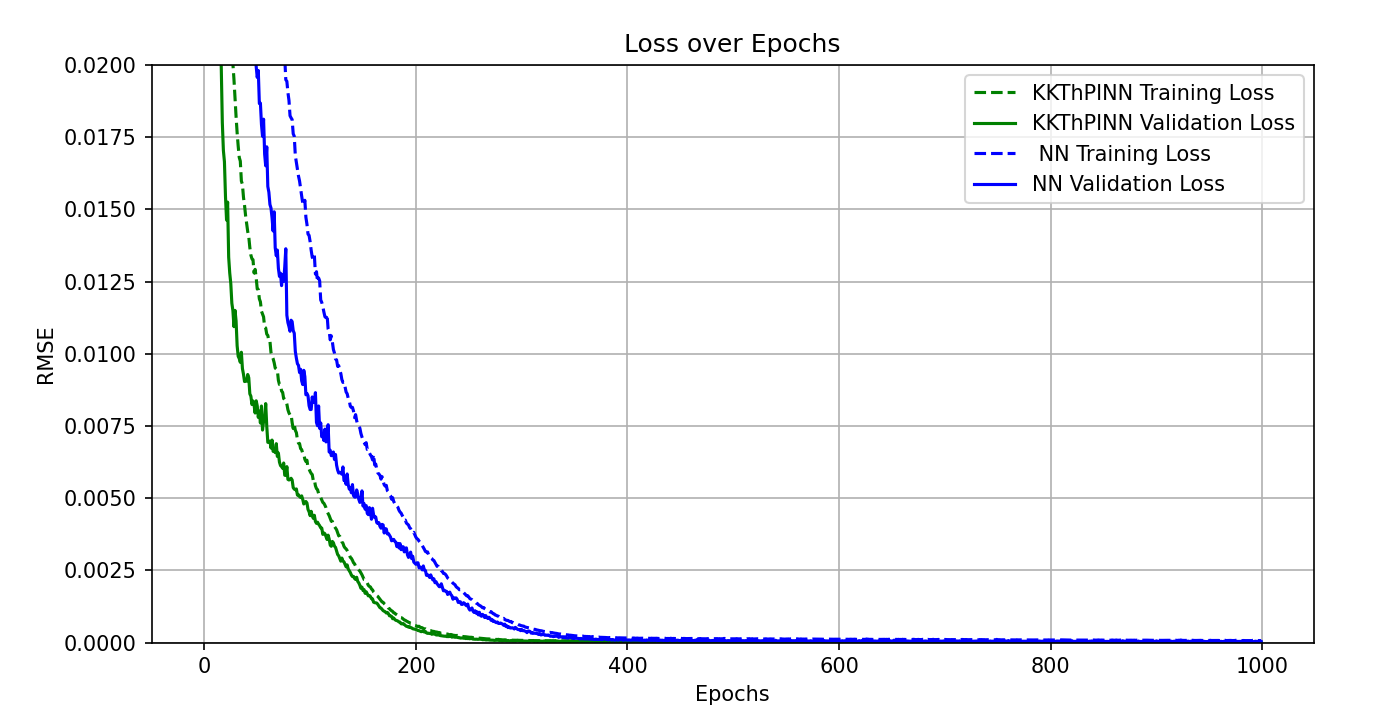 Loss over Epochs
0.0200
0.0175
0.0150
0.0125
0.0100
0.0075
0.0050
0.0025
0.0000
RMSE
KKThPINN Training Loss
KKThPINN Validation Loss
NN Training Loss
NN Validation Loss
0 200 400 600 800 1000
Epochs